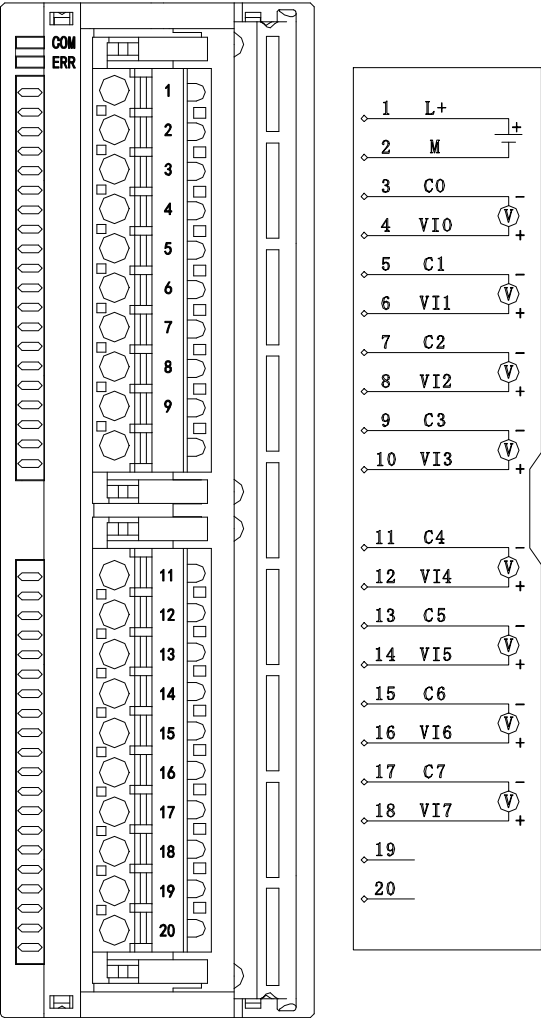 COM
ERR
1
2
3
4
5
6
7
8
9
11
12
13
14
15
16
17
18
19
20
1 L+
+
2 M
3 C0
−
V
4 VI0
+
5 C1
−
V
6 VI1
+
7 C2
−
V
8 VI2
+
9 C3
−
V
10 VI3
+
11 C4
−
V
12 VI4
+
13 C5
−
V
14 VI5
+
15 C6
−
V
16 VI6
+
17 C7
−
V
18 VI7
+
19
20